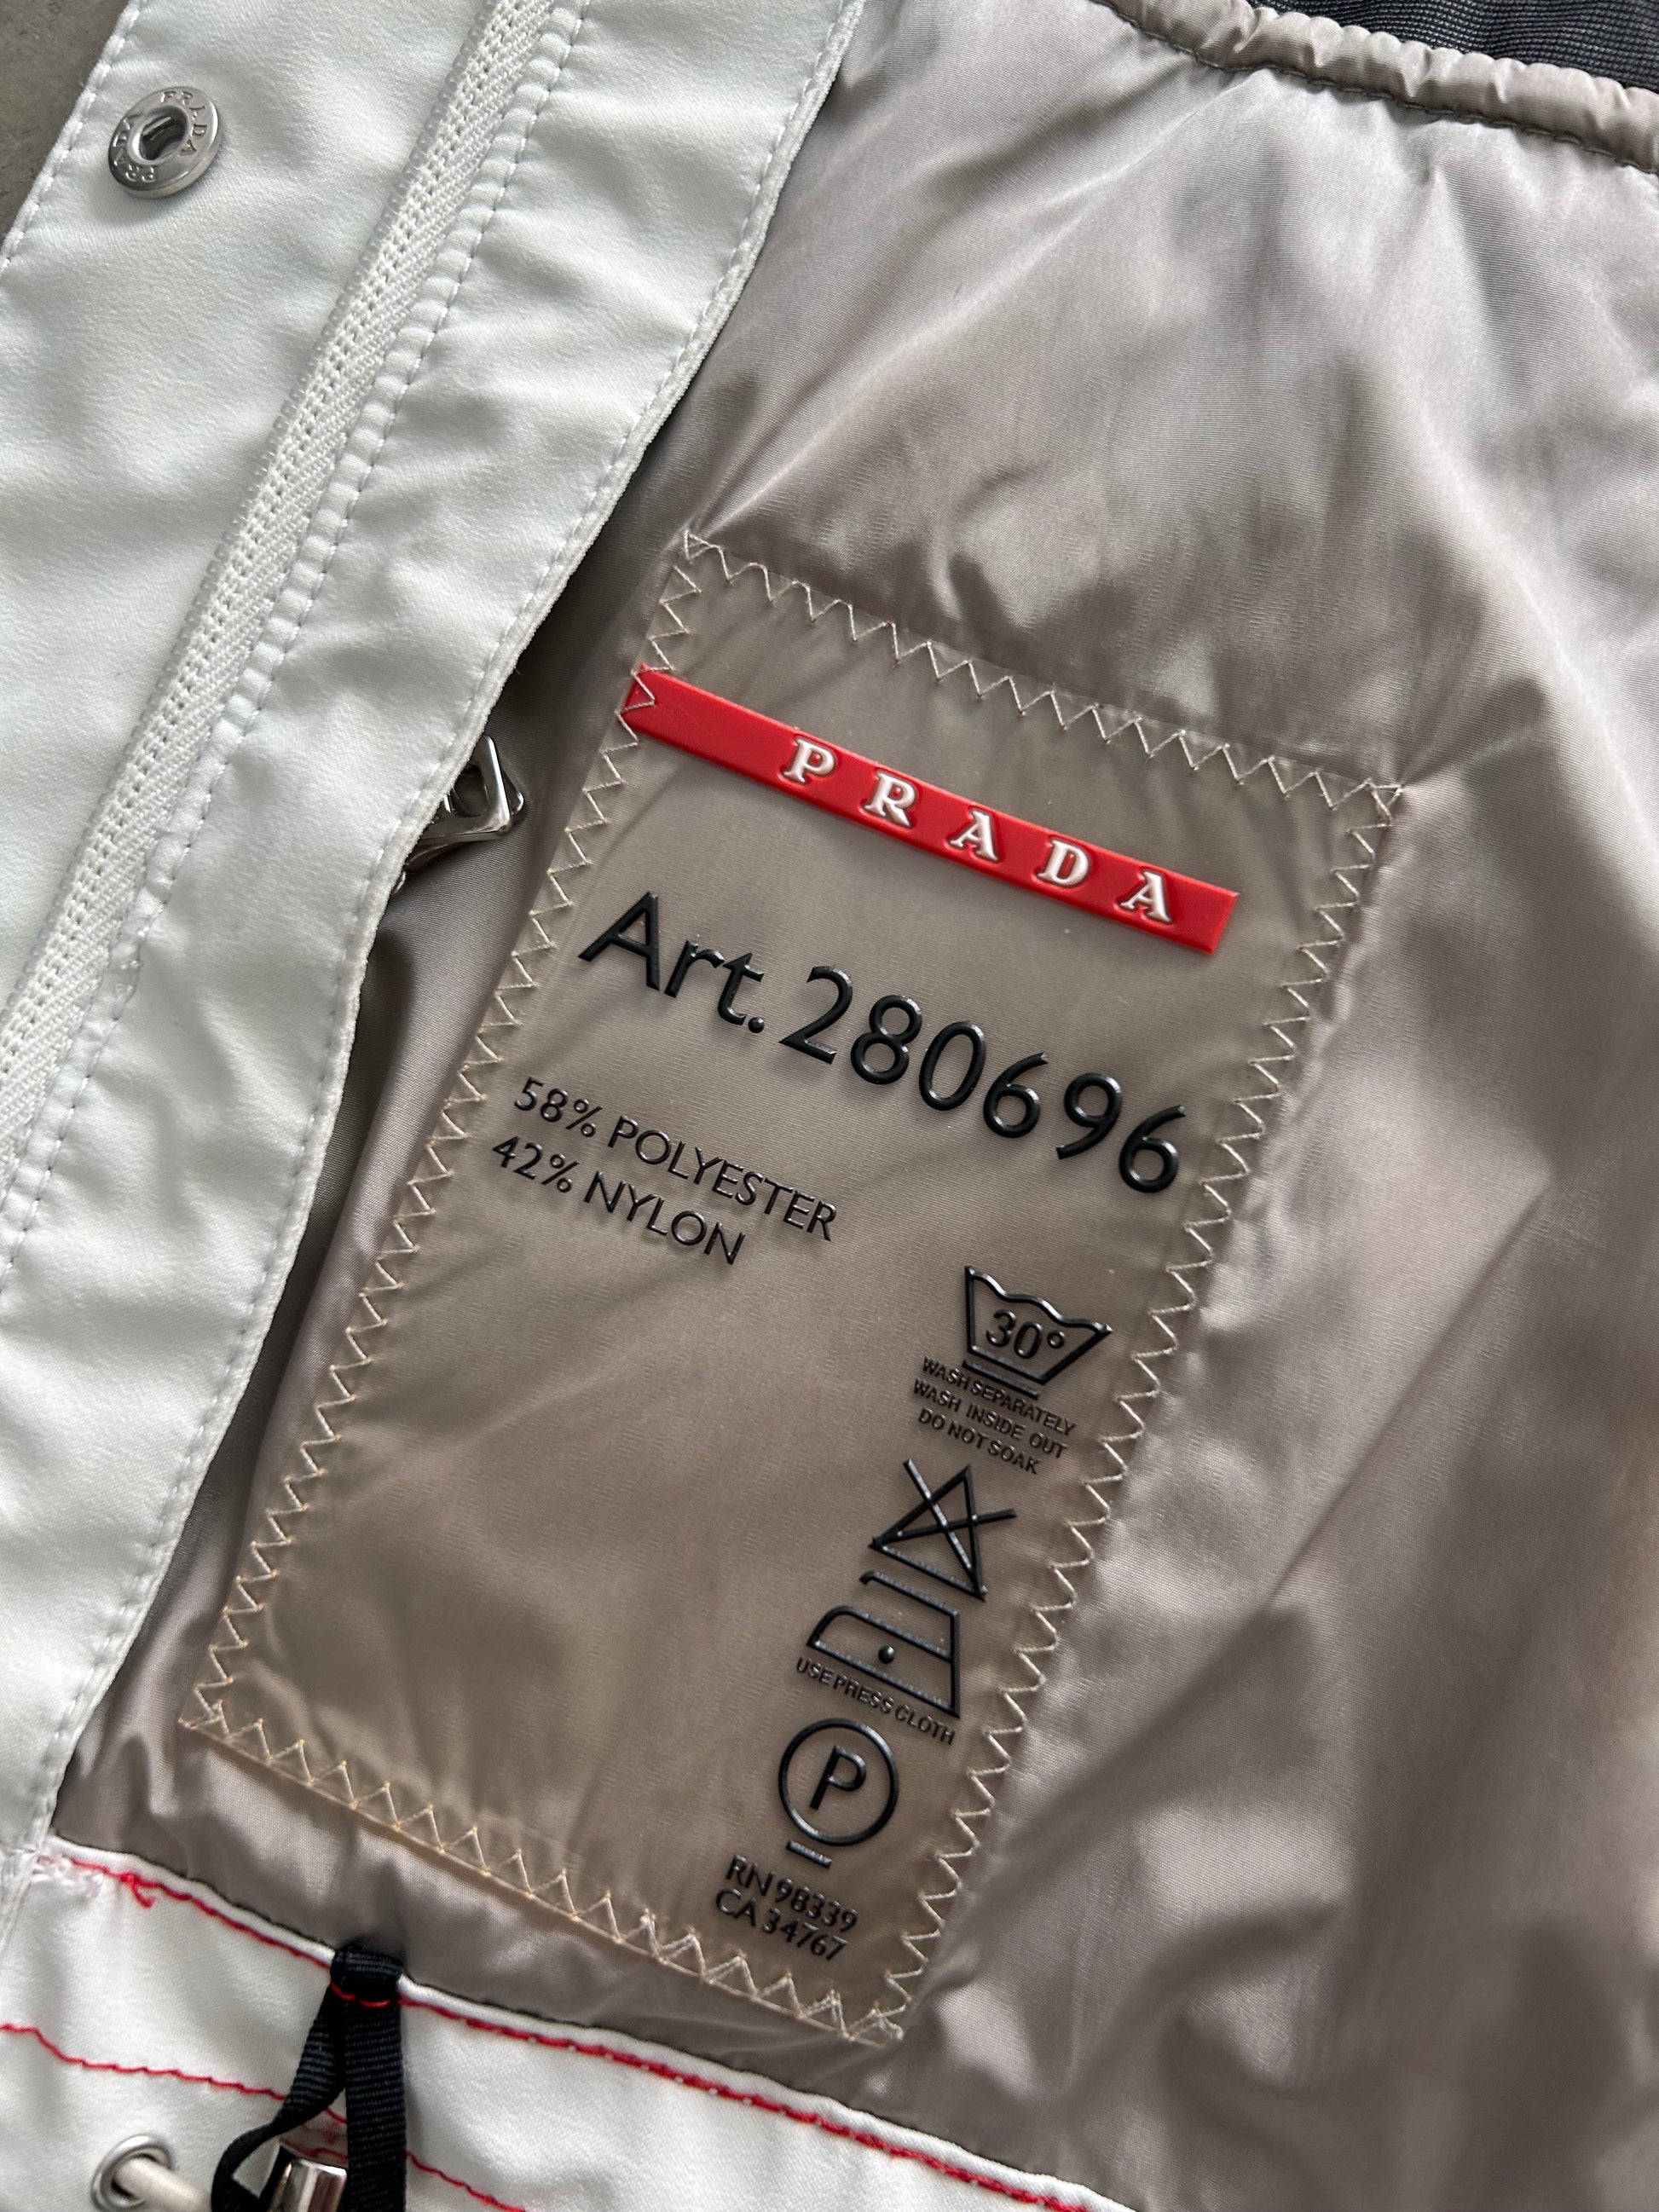 PRADA
PRADA
PRADA
Art. 280696
58% POLYESTER
42% NYLON
30°
WASH SEPARATELY
WASH INSIDE OUT
DO NOT SOAK
USE PRESS CLOTH
P
RN 98339
CA 34767